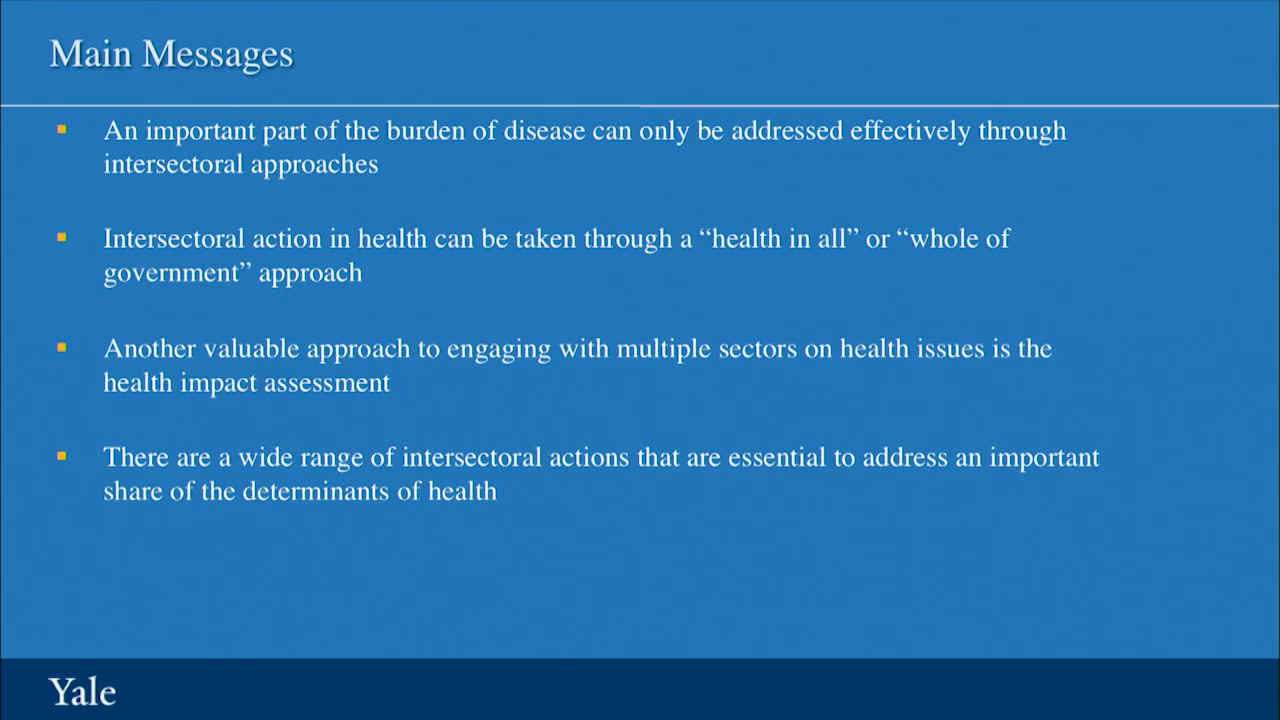 Main Messages
An important part of the burden of disease can only be addressed effectively through
intersectoral approaches
Intersectoral action in health can be taken through a “health in all” or “whole of
government” approach
Another valuable approach to engaging with multiple sectors on health issues is the
health impact assessment
There are a wide range of intersectoral actions that are essential to address an important
share of the determinants of health
Yale